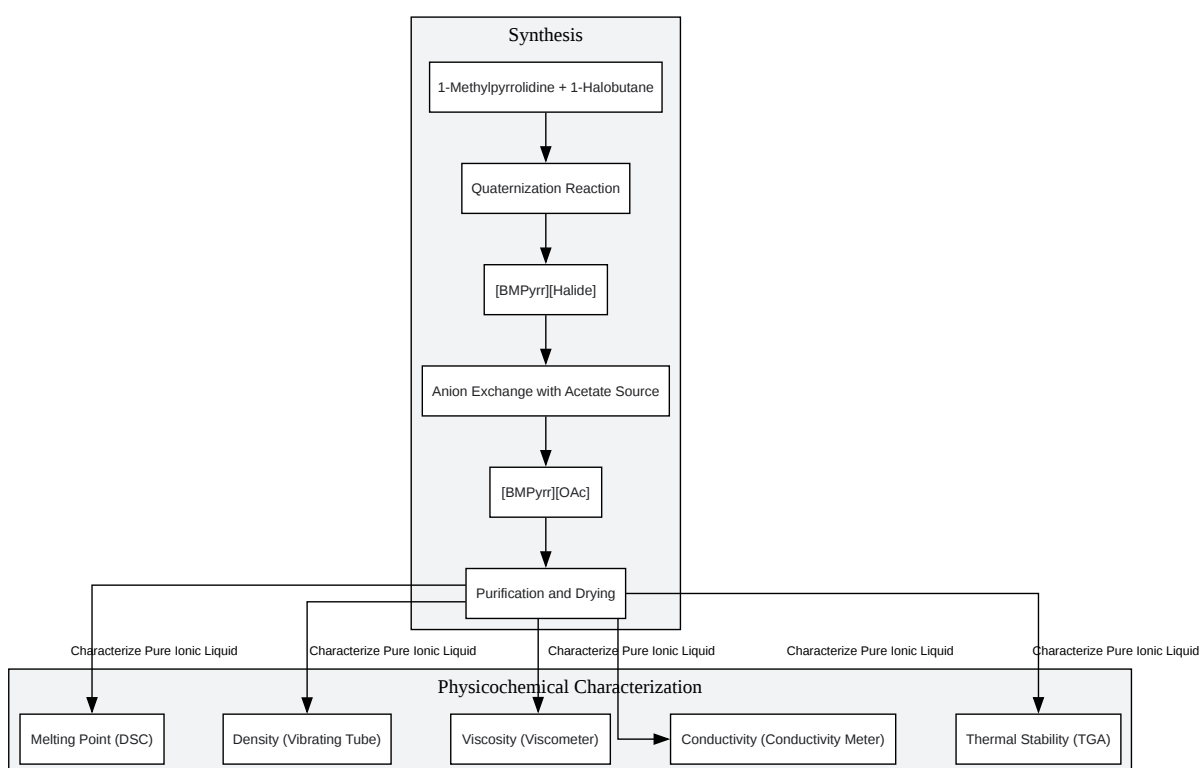 Synthesis
1-Methylpyrrolidine + 1-Halobutane
Quaternization Reaction
[BMPyrr][Halide]
Anion Exchange with Acetate Source
[BMPyrr][OAc]
Purification and Drying
Characterize Pure Ionic Liquid
Characterize Pure Ionic Liquid
Characterize Pure Ionic Liquid
Characterize Pure Ionic Liquid
Characterize Pure Ionic Liquid
Physicochemical Characterization
Melting Point (DSC)
Density (Vibrating Tube)
Viscosity (Viscometer)
Conductivity (Conductivity Meter)
Thermal Stability (TGA)